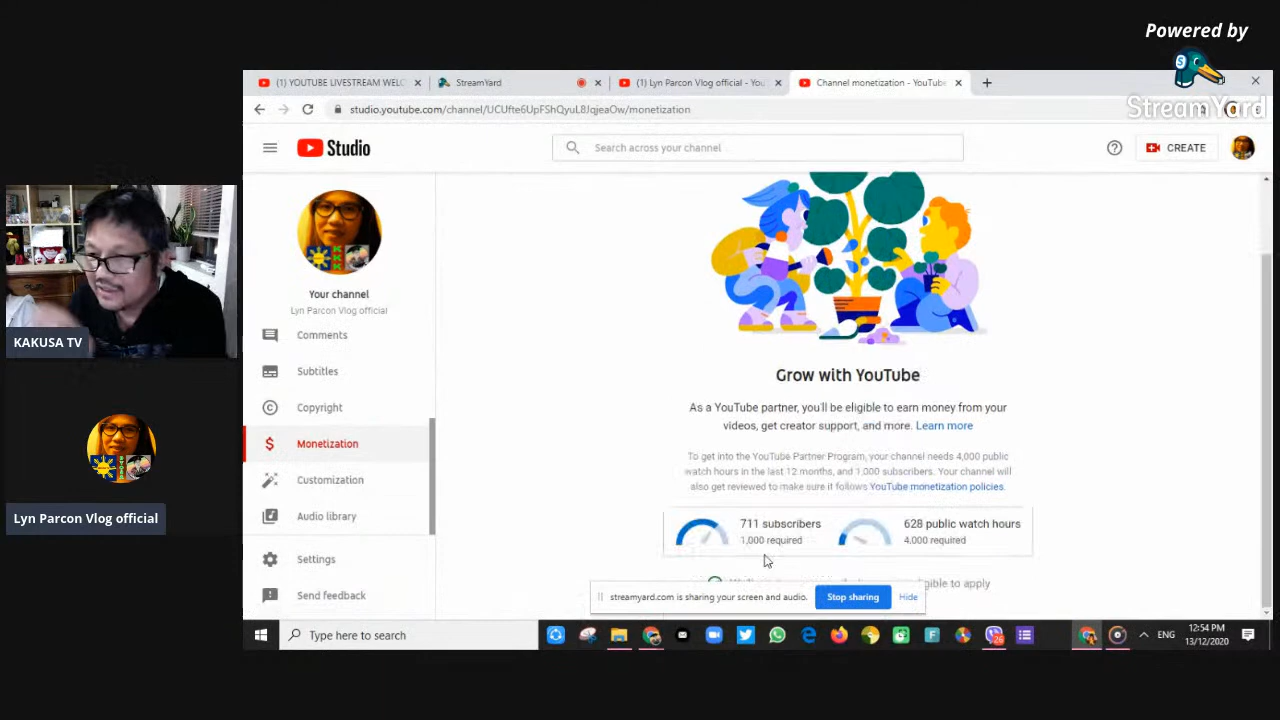 Powered by
StreamYard
(1) YOUTUBE LIVESTREAM WELC
StreamYard
(1) Lyn Parcon Vlog official - You
Channel monetization - YouTube
studio.youtube.com/channel/UCUfte6UpFShQyuL8JqjeaOw/monetization
Studio
Search across your channel
CREATE
Your channel
Lyn Parcon Vlog official
Comments
Subtitles
Copyright
Monetization
Customization
Audio library
Settings
Send feedback
Grow with YouTube
As a YouTube partner, you'll be eligible to earn money from your
videos, get creator support, and more. Learn more
To get into the YouTube Partner Program, your channel needs 4,000 public
watch hours in the last 12 months, and 1,000 subscribers. Your channel will
also get reviewed to make sure it follows YouTube monetization policies.
711 subscribers
1,000 required
628 public watch hours
4,000 required
eligible to apply
streamyard.com is sharing your screen and audio.
Stop sharing
Hide
KAKUSA TV
Lyn Parcon Vlog official
Type here to search
ENG
12:54 PM
13/12/2020